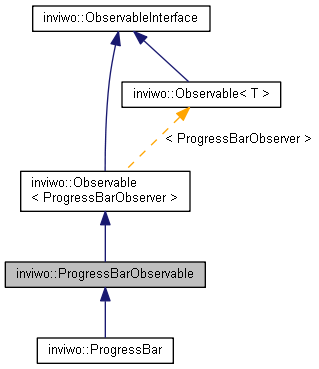 inviwo::ObservableInterface
inviwo::Observable< T >
< ProgressBarObserver >
inviwo::Observable
< ProgressBarObserver >
inviwo::ProgressBarObservable
inviwo::ProgressBar